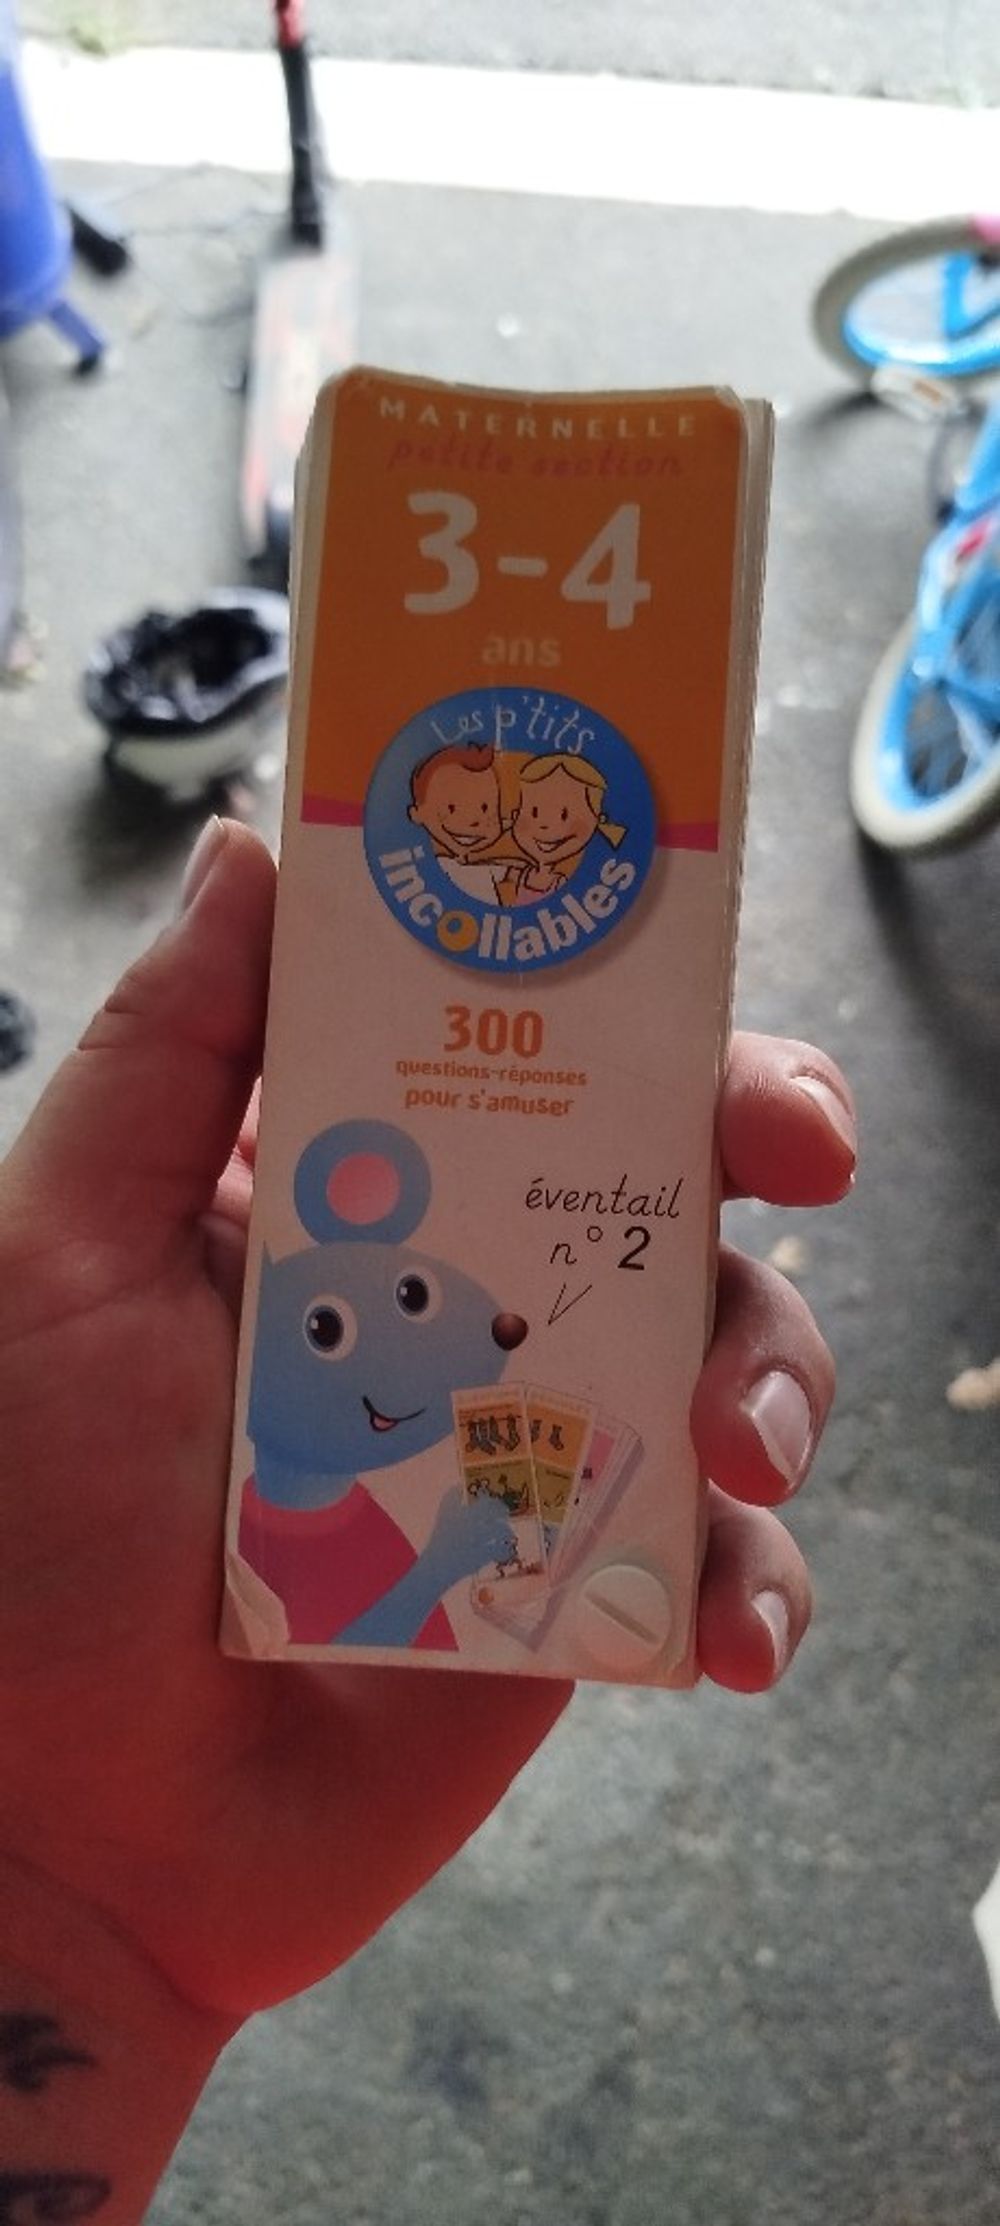 MATERNELLE
petite section
3-4
ans
Les p'tits
incollables
300
questions-réponses
pour s'amuser
éventail
n° 2